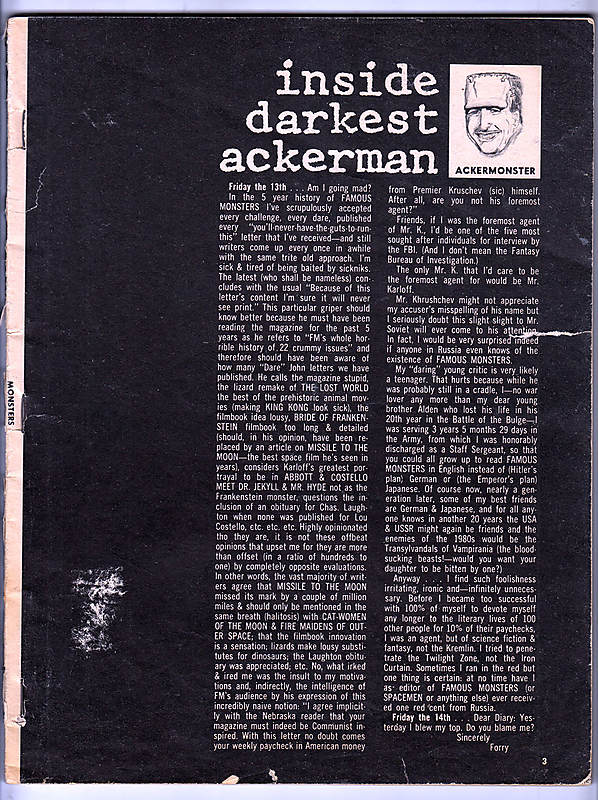 inside
darkest
ackerman
ACKERMONSTER
Friday the 13th . . . Am I going mad?
In the 5 year history of FAMOUS
MONSTERS I've scrupulously accepted
every challenge, every dare, published
every "you'll-never-have-the-guts-to-run-
this" letter that I've received—and still
writers come up every once in awhile
with the same trite old approach. I'm
sick & tired of being baited by sickniks.
The latest (who shall be nameless) con-
cludes with the usual "Because of this
letter's content I'm sure it will never
see print." This particular griper should
know better because he must have been
reading the magazine for the past 5
years as he refers to "FM's whole hor-
rible history of 22 crummy issues" and
therefore should have been aware of
how many "Dare" John letters we have
published. He calls the magazine stupid,
the lizard remake of THE LOST WORLD
the best of the prehistoric animal mov-
ies (making KING KONG look sick), the
filmbook idea lousy, BRIDE OF FRANKEN-
STEIN filmbook too long & detailed
(should, in his opinion, have been re-
placed by an article on MISSILE TO THE
MOON—the best space film he's seen in
years), considers Karloff's greatest por-
trayal to be in ABBOTT & COSTELLO
MEET DR. JEKYLL & MR. HYDE not as the
Frankenstein monster, questions the in-
clusion of an obituary for Chas. Laugh-
ton when none was published for Lou
Costello, etc. etc. etc. Highly opinionated
tho they are, it is not these offbeat
opinions that upset me for they are more
than offset (in a ratio of hundreds to
one) by completely opposite evaluations.
In other words, the vast majority of writ-
ers agree that MISSILE TO THE MOON
missed its mark by a couple of million
miles & should only be mentioned in the
same breath (halitosis) with CAT-WOMEN
OF THE MOON & FIRE MAIDENS OF OUT-
ER SPACE; that the filmbook innovation
is a sensation; lizards make lousy substi-
tutes for dinosaurs; the Laughton obitu-
ary was appreciated; etc. No, what irked
& ired me was the insult to my motiva-
tions and, indirectly, the intelligence of
FM's audience by his expression of this
incredibly naive notion: "I agree implicit-
ly with the Nebraska reader that your
magazine must indeed be Communist in-
spired. With this letter no doubt comes
your weekly paycheck in American money
from Premier Kruschev (sic) himself.
After all, are you not his foremost
agent?"
Friends, if I was the foremost agent
of Mr. K., I'd be one of the five most
sought after individuals for interview by
the FBI. (And I don't mean the Fantasy
Bureau of Investigation.)
The only Mr. K. that I'd care to be
the foremost agent for would be Mr.
Karloff.
Mr. Khrushchev might not appreciate
my accuser's misspelling of his name but
I seriously doubt this slight slight to Mr.
Soviet will ever come to his attention.
In fact, I would be very surprised indeed
if anyone in Russia even knows of the
existence of FAMOUS MONSTERS.
My "daring" young critic is very likely
a teenager. That hurts because while he
was probably still in a cradle, I—no war
lover any more than my dear young
brother Alden who lost his life in his
20th year in the Battle of the Bulge—I
was serving 3 years 5 months 29 days in
the Army, from which I was honorably
discharged as a Staff Sergeant, so that
you could all grow up to read FAMOUS
MONSTERS in English instead of (Hitler's
plan) German or (the Emperor's plan)
Japanese. Of course now, nearly a gen-
eration later, some of my best friends
are German & Japanese, and for all any-
one knows in another 20 years the USA
& USSR might again be friends and the
enemies of the 1980s would be the
Transylvandals of Vampirania (the blood-
sucking beasts!—would you want your
daughter to be bitten by one?)
Anyway . . . . I find such foolishness
irritating, ironic and—infinitely unneces-
sary. Before I became too successful
with 100% of myself to devote myself
any longer to the literary lives of 100
other people for 10% of their paychecks,
I was an agent, but of science fiction &
fantasy, not the Kremlin. I tried to pene-
trate the Twilight Zone, not the Iron
Curtain. Sometimes I ran in the red but
one thing is certain: at no time have I
as editor of FAMOUS MONSTERS (or
SPACEMEN or anything else) ever receiv-
ed one red cent from Russia.
Friday the 14th . . . Dear Diary: Yes-
terday I blew my top. Do you blame me?
Sincerely
Forry
3
MONSTERS